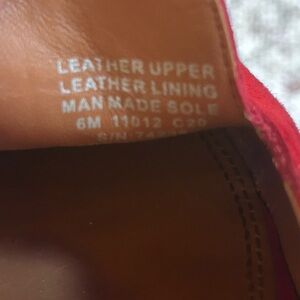 LEATHER UPPER
LEATHER LINING
MAN MADE SOLE
6M 11012 C20
S/N